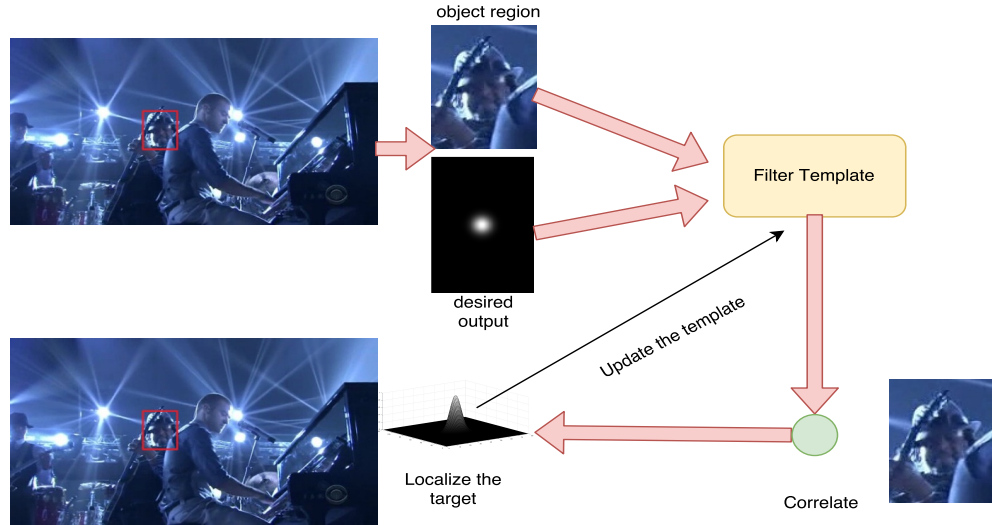 object region
Filter Template
desired
output
Update the template
Localize the
target
Correlate